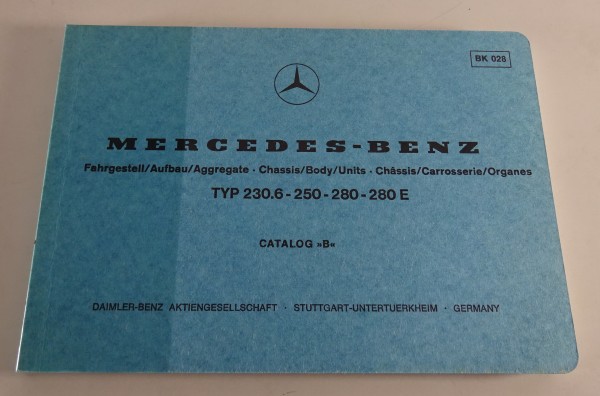 BK 028
MERCEDES-BENZ
Fahrgestell/Aufbau/Aggregate · Chassis/Body/Units · Châssis/Carrosserie/Organes
TYP 230.6 - 250 - 280 - 280 E
CATALOG »B«
DAIMLER-BENZ AKTIENGESELLSCHAFT · STUTTGART-UNTERTUERKHEIM · GERMANY